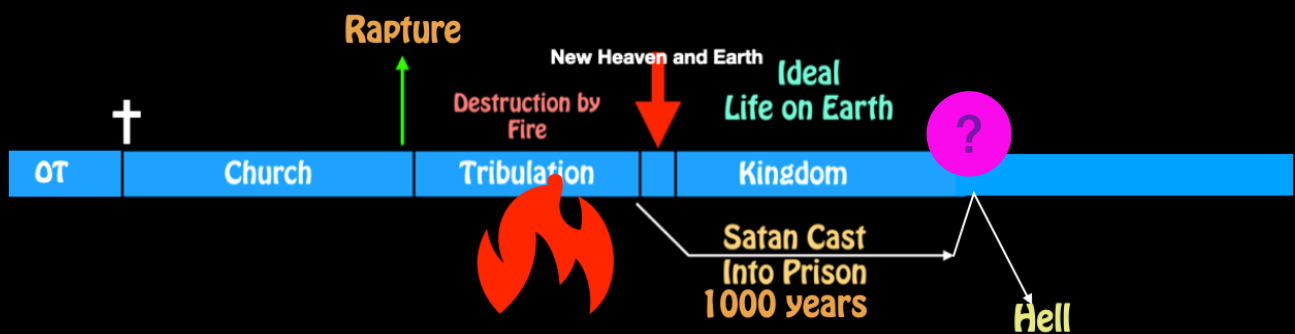 Rapture
New Heaven and Earth
Ideal
Life on Earth
Destruction by
Fire
?
OT
Church
Tribulation
Kingdom
Satan Cast
Into Prison
1000 years
Hell